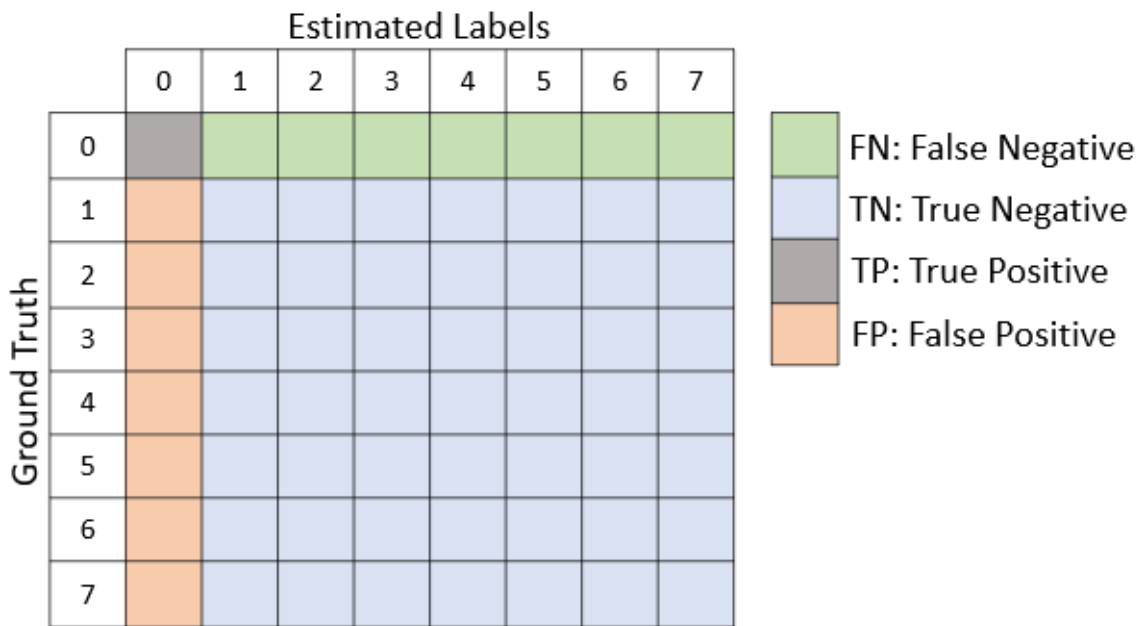 Estimated Labels
0 1 2 3 4 5 6 7
0
1
2
3
4
5
6
7
Ground Truth
FN: False Negative
TN: True Negative
TP: True Positive
FP: False Positive